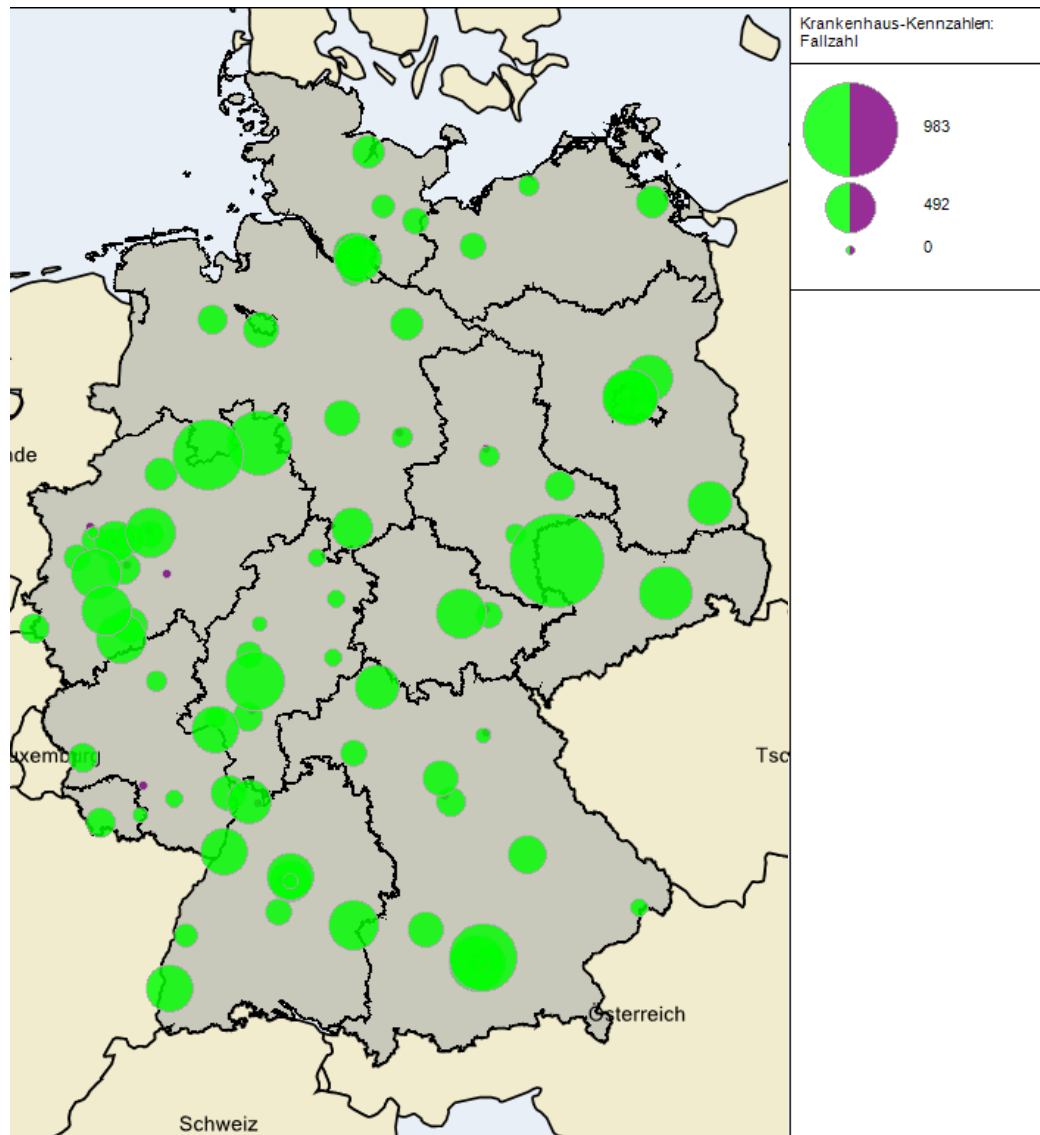 Krankenhaus-Kennzahlen:
Fallzahl
983
492
0
nde
uxemburg
Tsc
Österreich
Schweiz